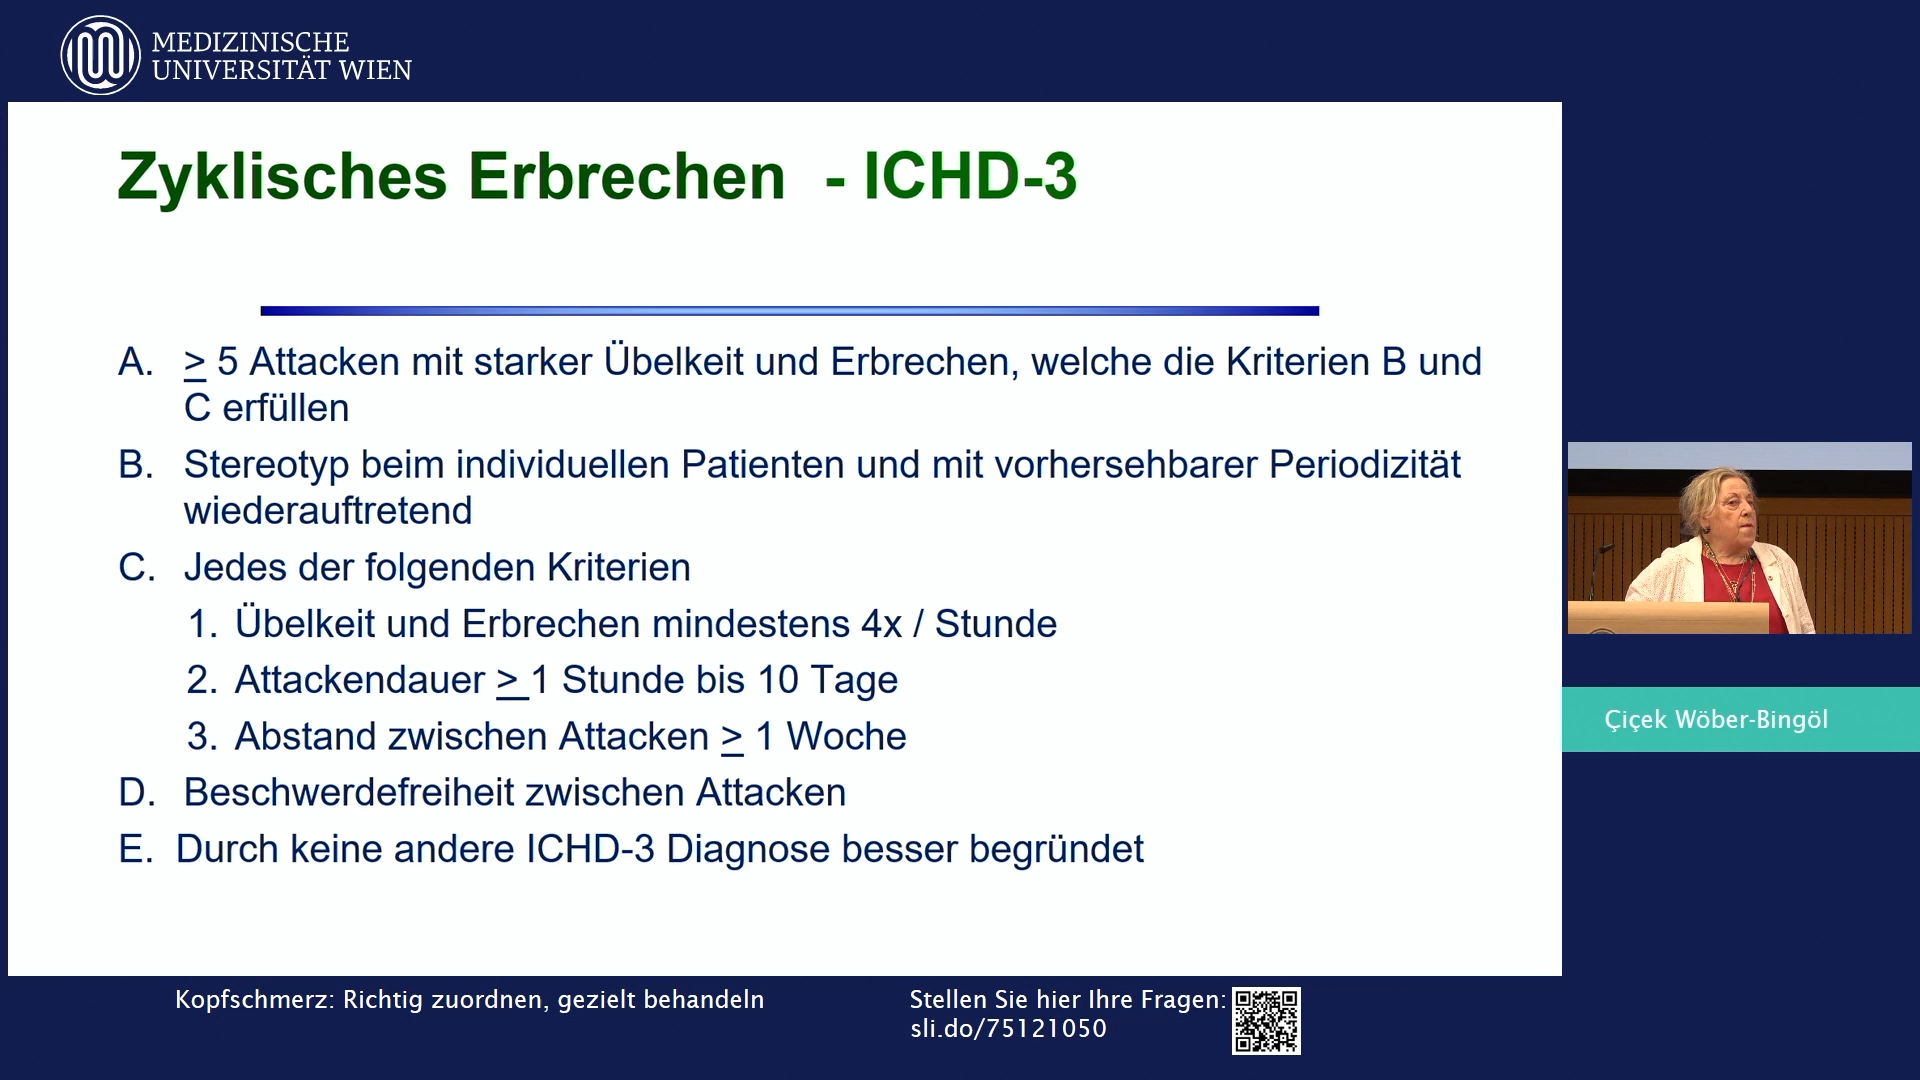 MEDIZINISCHE
UNIVERSITÄT WIEN
Zyklisches Erbrechen - ICHD-3
A. ≥ 5 Attacken mit starker Übelkeit und Erbrechen, welche die Kriterien B und
C erfüllen
B. Stereotyp beim individuellen Patienten und mit vorhersehbarer Periodizität
wiederauftretend
C. Jedes der folgenden Kriterien
1. Übelkeit und Erbrechen mindestens 4x / Stunde
2. Attackendauer ≥ 1 Stunde bis 10 Tage
3. Abstand zwischen Attacken ≥ 1 Woche
D. Beschwerdefreiheit zwischen Attacken
E. Durch keine andere ICHD-3 Diagnose besser begründet
Çiçek Wöber-Bingöl
Kopfschmerz: Richtig zuordnen, gezielt behandeln
Stellen Sie hier Ihre Fragen:
sli.do/75121050